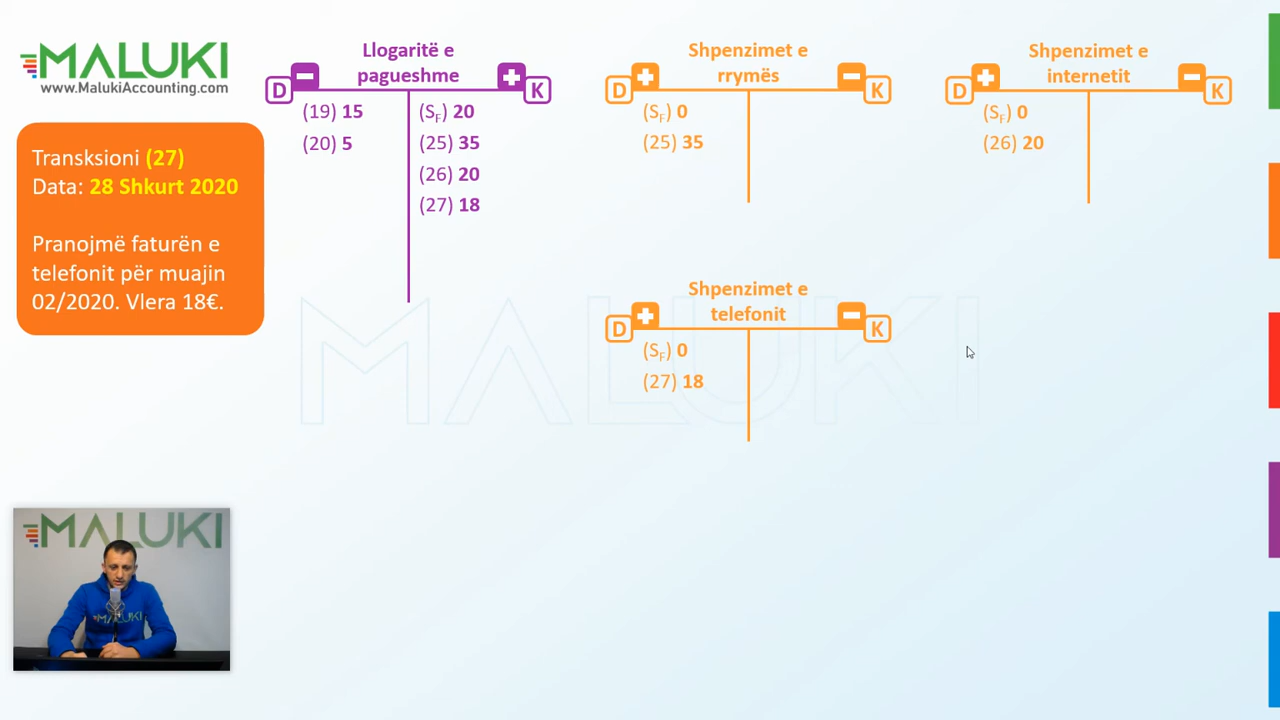 MALUKI
www.MalukiAccounting.com
Transksioni (27)
Data: 28 Shkurt 2020
Pranojmë faturën e
telefonit për muajin
02/2020. Vlera 18€.
Llogaritë e
pagueshme
D − + K
(19) 15
(20) 5
(SF) 20
(25) 35
(26) 20
(27) 18
Shpenzimet e
rrymës
D + − K
(SF) 0
(25) 35
Shpenzimet e
internetit
D + − K
(SF) 0
(26) 20
Shpenzimet e
telefonit
D + − K
(SF) 0
(27) 18
MALUKI
MALUKI
MALUKI